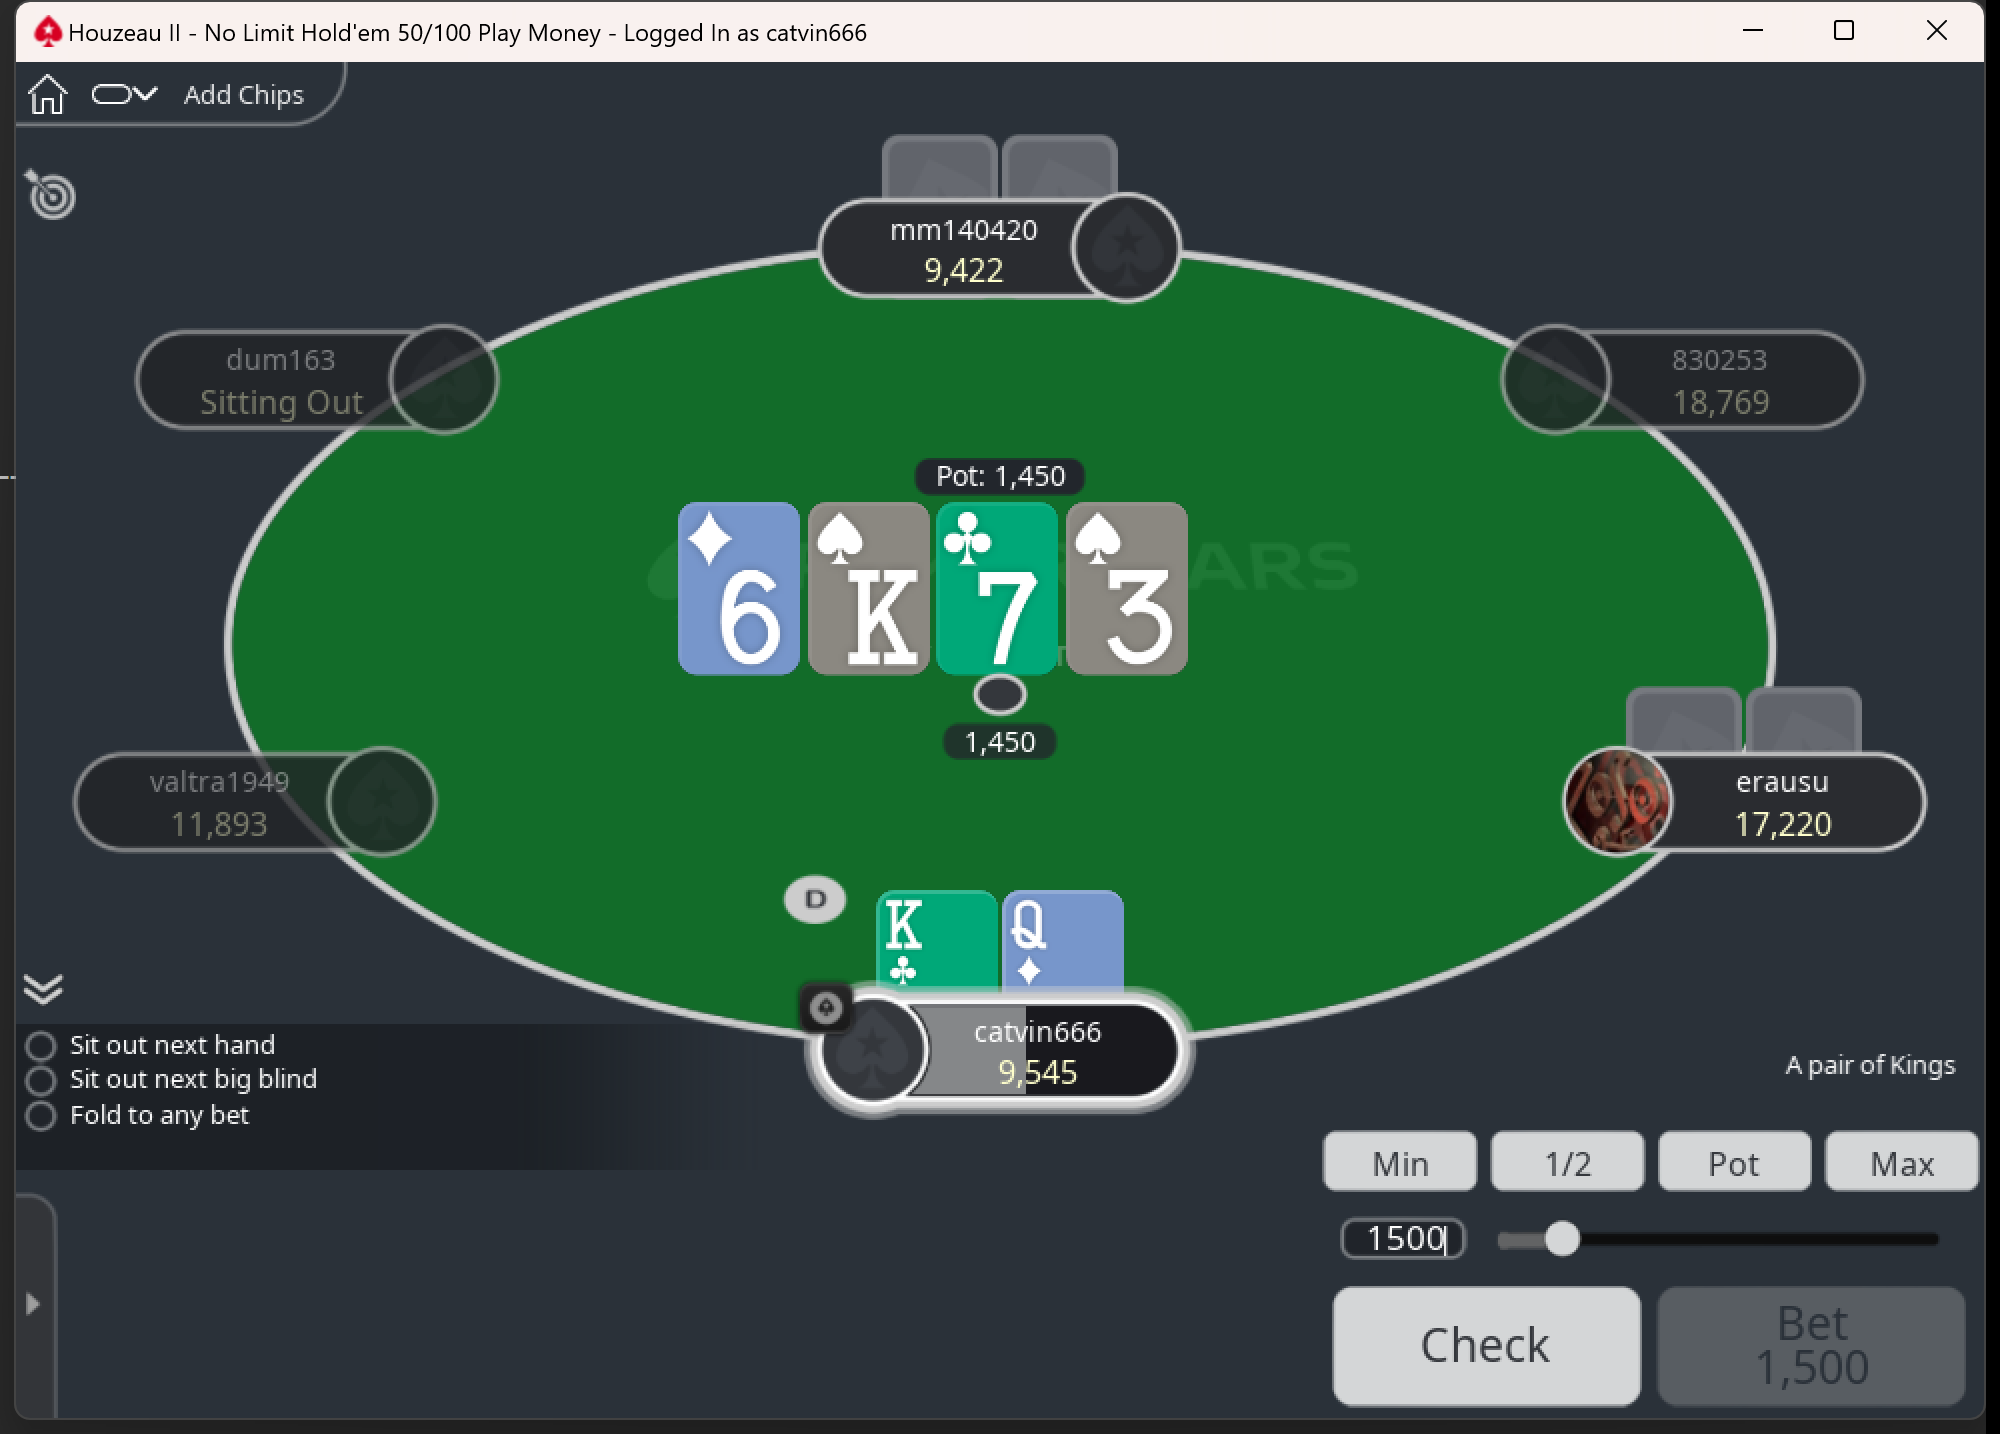 Houzeau II - No Limit Hold'em 50/100 Play Money - Logged In as catvin666
Add Chips
mm140420
9,422
dum163
Sitting Out
830253
18,769
Pot: 1,450
6
K
7
3
ARS
1,450
valtra1949
11,893
erausu
17,220
D
K
Q
catvin666
9,545
Sit out next hand
Sit out next big blind
Fold to any bet
A pair of Kings
Min
1/2
Pot
Max
1500
Check
Bet
1,500